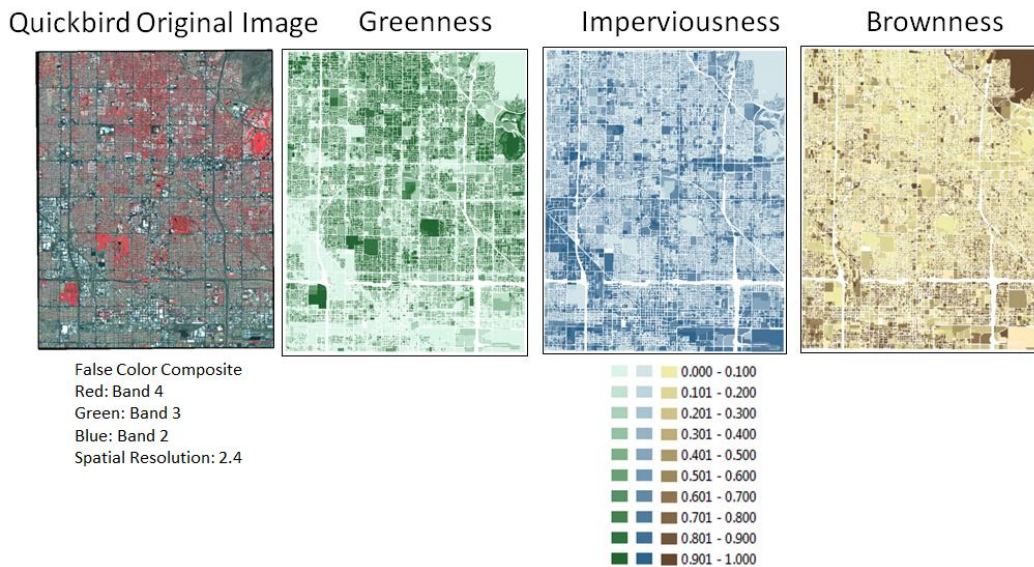 Quickbird Original Image
Greenness
Imperviousness
Brownness
False Color Composite
Red: Band 4
Green: Band 3
Blue: Band 2
Spatial Resolution: 2.4
0.000 - 0.100
0.101 - 0.200
0.201 - 0.300
0.301 - 0.400
0.401 - 0.500
0.501 - 0.600
0.601 - 0.700
0.701 - 0.800
0.801 - 0.900
0.901 - 1.000